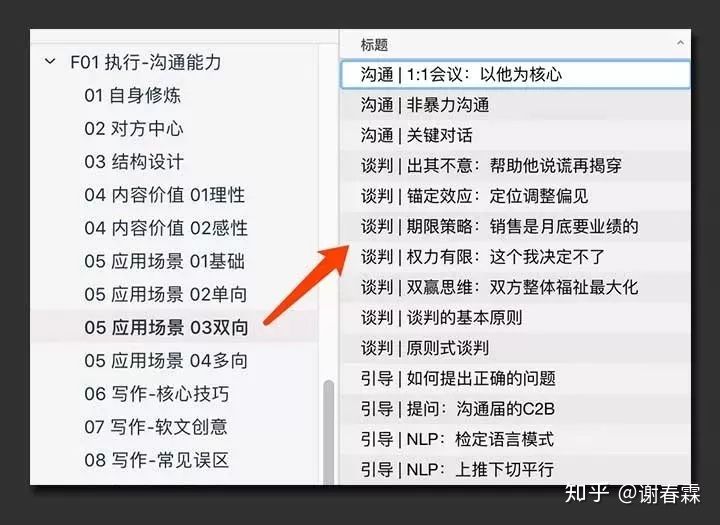 F01 执行-沟通能力
01 自身修炼
02 对方中心
03 结构设计
04 内容价值 01理性
04 内容价值 02感性
05 应用场景 01基础
05 应用场景 02单向
05 应用场景 03双向
05 应用场景 04多向
06 写作-核心技巧
07 写作-软文创意
08 写作-常见误区
标题
沟通 | 1:1会议：以他为核心
沟通 | 非暴力沟通
沟通 | 关键对话
谈判 | 出其不意：帮助他说谎再揭穿
谈判 | 锚定效应：定位调整偏见
谈判 | 期限策略：销售是月底要业绩的
谈判 | 权力有限：这个我决定不了
谈判 | 双赢思维：双方整体福祉最大化
谈判 | 谈判的基本原则
谈判 | 原则式谈判
引导 | 如何提出正确的问题
引导 | 提问：沟通届的C2B
引导 | NLP：检定语言模式
引导 | NLP：上推下切平行
知乎 @谢春霖